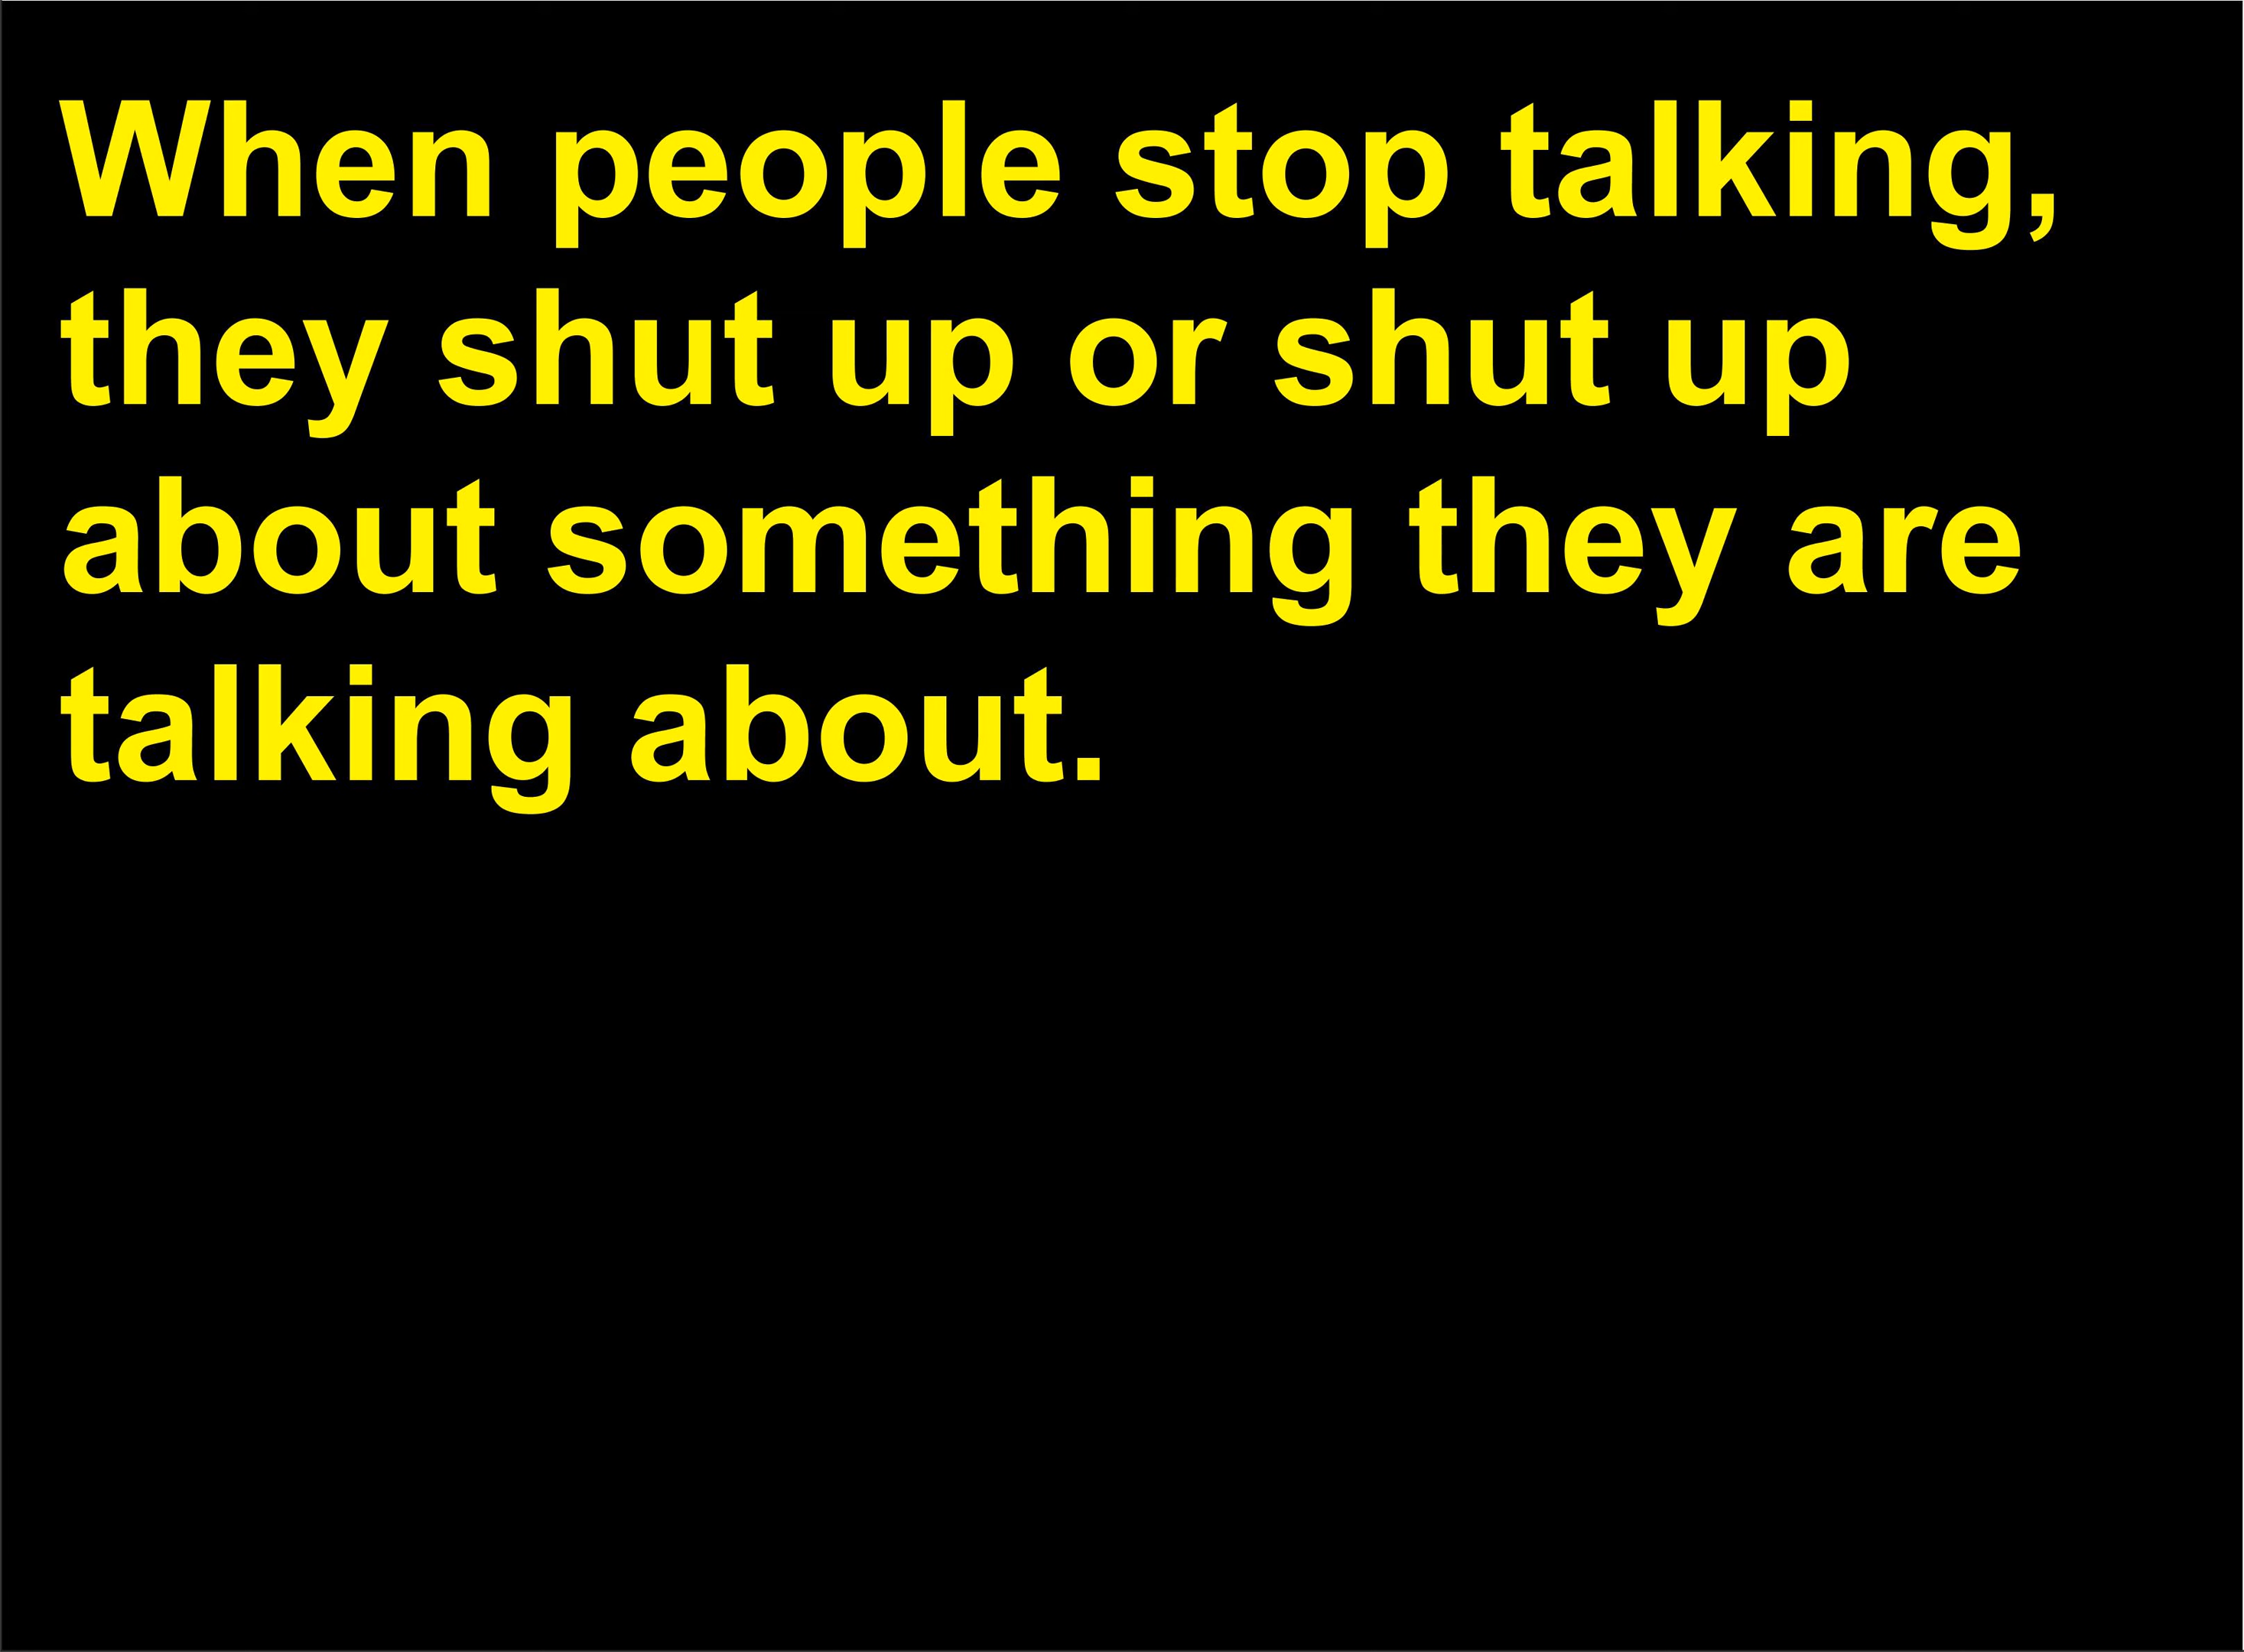 When people stop talking,
they shut up or shut up
about something they are
talking about.